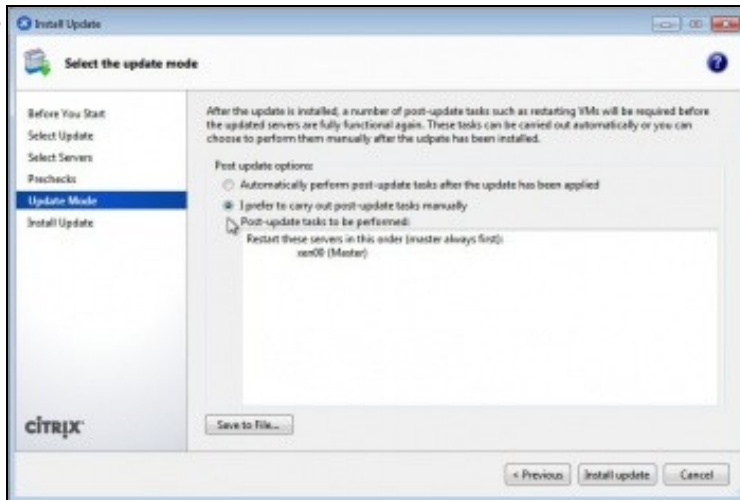 Install Update
Select the update mode
Before You Start
Select Update
Select Servers
Prechecks
Update Mode
Install Update
After the update is installed, a number of post-update tasks such as restarting VMs will be required before
the updated servers are fully functional again. These tasks can be carried out automatically or you can
choose to perform them manually after the udpate has been installed.
Post update options:
Automatically perform post-update tasks after the update has been applied
I prefer to carry out post-update tasks manually
Post-update tasks to be performed:
Restart these servers in this order (master always first):
xen00 (Master)
CITRIX
Save to File...
< Previous
Install update
Cancel